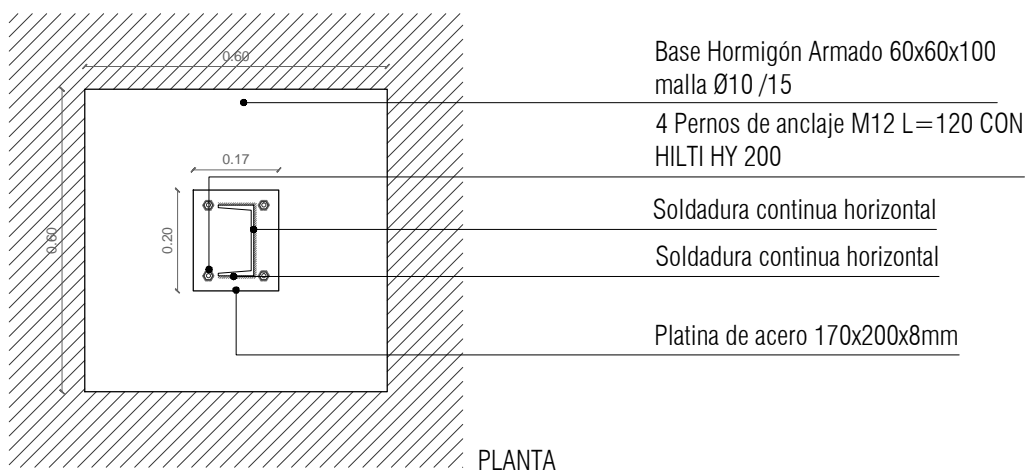 0.60
Base Hormigón Armado 60x60x100
malla Ø10 /15
4 Pernos de anclaje M12 L=120 CON
HILTI HY 200
0.17
Soldadura continua horizontal
0.60
0.20
Soldadura continua horizontal
Platina de acero 170x200x8mm
PLANTA